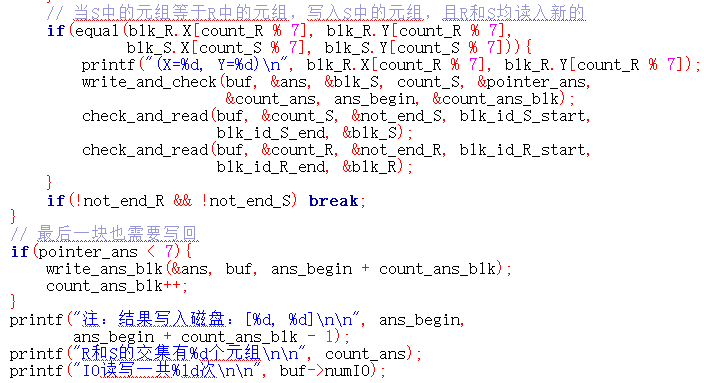 // 当S中的元组等于R中的元组，写入S中的元组，且R和S均读入新的
if(equal(blk_R.X[count_R % 7], blk_R.Y[count_R % 7],
blk_S.X[count_S % 7], blk_S.Y[count_S % 7])){
printf("(X=%d, Y=%d)\n", blk_R.X[count_R % 7], blk_R.Y[count_R % 7]);
write_and_check(buf, &ans, &blk_S, count_S, &pointer_ans,
&count_ans, ans_begin, &count_ans_blk);
check_and_read(buf, &count_S, &not_end_S, blk_id_S_start,
blk_id_S_end, &blk_S);
check_and_read(buf, &count_R, &not_end_R, blk_id_R_start,
blk_id_R_end, &blk_R);
}
if(!not_end_R && !not_end_S) break;
}
// 最后一块也需要写回
if(pointer_ans < 7){
write_ans_blk(&ans, buf, ans_begin + count_ans_blk);
count_ans_blk++;
}
printf("注：结果写入磁盘：[%d, %d]\n\n", ans_begin,
ans_begin + count_ans_blk - 1);
printf("R和S的交集有%d个元组\n\n", count_ans);
printf("IO读写一共%ld次\n\n", buf->numIO);